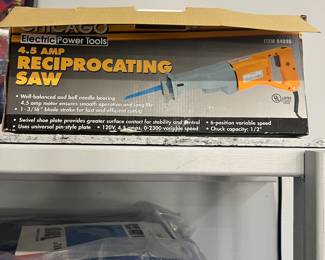 CHICAGO
Electric Power Tools
4.5 AMP
ITEM
RECIPROCATING
SAW
• Well-balanced and ball needle bearing
4.5 amp motor ensures smooth operation and long life
• 1-3/16" blade stroke for fast and efficient cutting
• Swivel shoe plate provides greater surface contact for stability and control
• 6-position variable speed
• Uses universal pin-style plate
• 120V, 4.5 amps, 0-2300 variable speed
• Chuck capacity: 1/2"